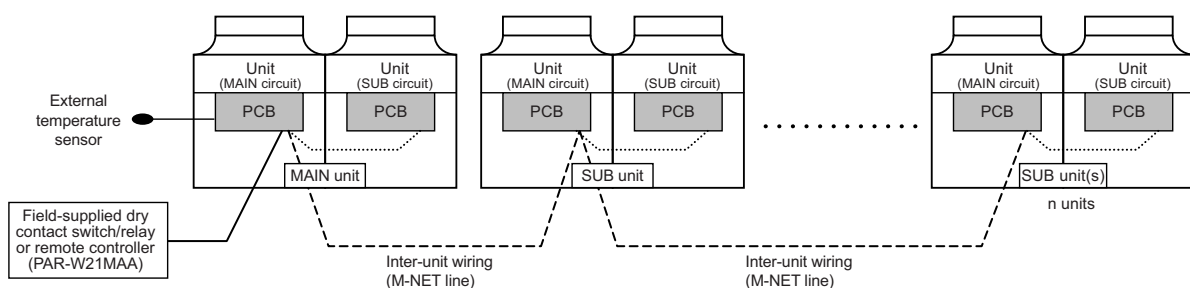 Unit
(MAIN circuit)
Unit
(SUB circuit)
Unit
(MAIN circuit)
Unit
(SUB circuit)
Unit
(MAIN circuit)
Unit
(SUB circuit)
External
temperature
sensor
PCB
PCB
PCB
PCB
PCB
PCB
MAIN unit
SUB unit
SUB unit(s)
n units
Field-supplied dry
contact switch/relay
or remote controller
(PAR-W21MAA)
Inter-unit wiring
(M-NET line)
Inter-unit wiring
(M-NET line)